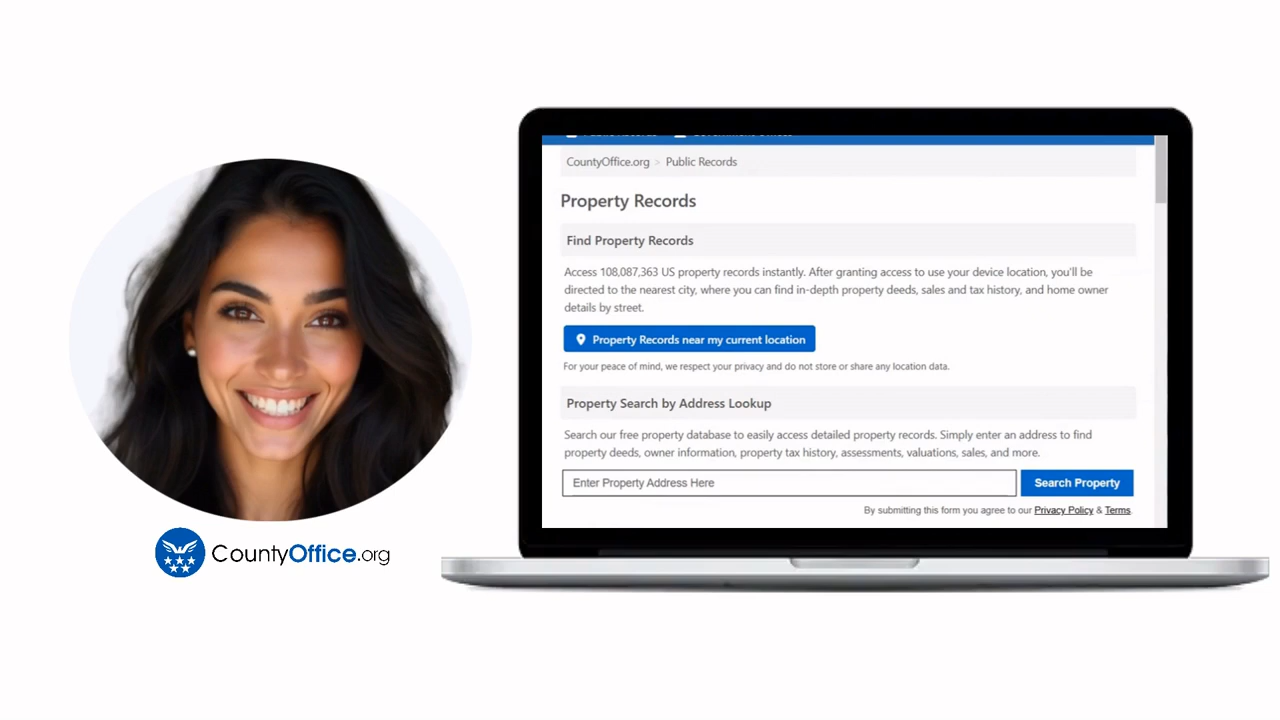 CountyOffice.org
Public Records Government Offices
CountyOffice.org > Public Records
Property Records
Find Property Records
Access 108,087,363 US property records instantly. After granting access to use your device location, you'll be
directed to the nearest city, where you can find in-depth property deeds, sales and tax history, and home owner
details by street.
Property Records near my current location
For your peace of mind, we respect your privacy and do not store or share any location data.
Property Search by Address Lookup
Search our free property database to easily access detailed property records. Simply enter an address to find
property deeds, owner information, property tax history, assessments, valuations, sales, and more.
Enter Property Address Here
Search Property
By submitting this form you agree to our Privacy Policy & Terms.